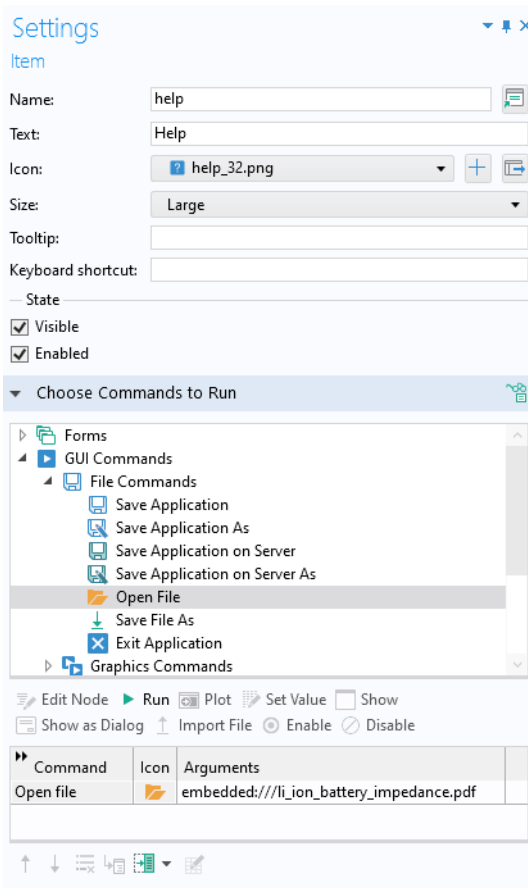 Settings
Item
Name: help
Text: Help
Icon: help_32.png
Size: Large
Tooltip:
Keyboard shortcut:
State
Visible
Enabled
Choose Commands to Run
Forms
GUI Commands
File Commands
Save Application
Save Application As
Save Application on Server
Save Application on Server As
Open File
Save File As
Exit Application
Graphics Commands
Edit Node Run Plot Set Value Show
Show as Dialog Import File Enable Disable
Command Icon Arguments
Open file embedded:///li_ion_battery_impedance.pdf